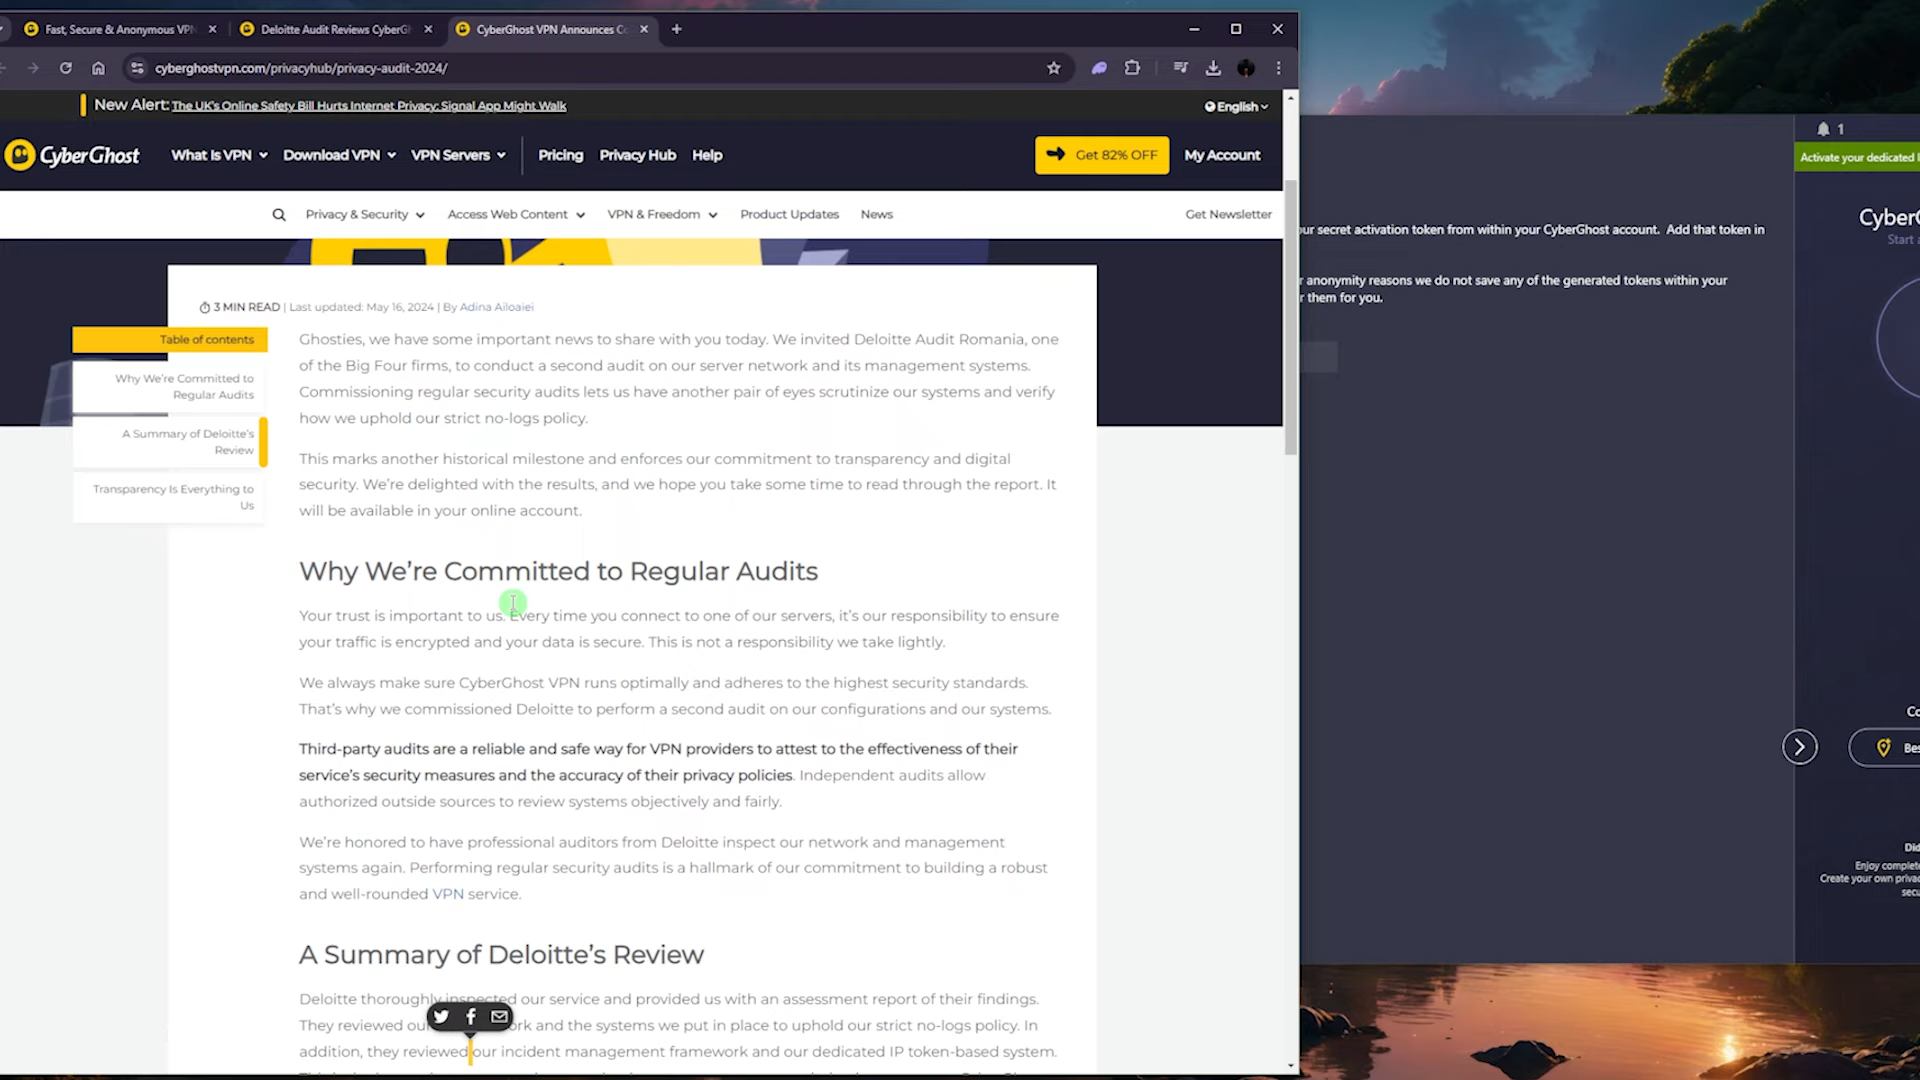 Fast, Secure & Anonymous VPN
Deloitte Audit Reviews CyberG
CyberGhost VPN Announces Co
cyberghostvpn.com/privacyhub/privacy-audit-2024/
New Alert: The UK's Online Safety Bill Hurts Internet Privacy: Signal App Might Walk
English
CyberGhost
What Is VPN
Download VPN
VPN Servers
Pricing
Privacy Hub
Help
Get 82% OFF
My Account
Privacy & Security
Access Web Content
VPN & Freedom
Product Updates
News
Get Newsletter
3 MIN READ | Last updated: May 16, 2024 | By Adina Ailoaiei
Table of contents
Why We're Committed to
Regular Audits
A Summary of Deloitte's
Review
Transparency Is Everything to
Us
Ghosties, we have some important news to share with you today. We invited Deloitte Audit Romania, one
of the Big Four firms, to conduct a second audit on our server network and its management systems.
Commissioning regular security audits lets us have another pair of eyes scrutinize our systems and verify
how we uphold our strict no-logs policy.
This marks another historical milestone and enforces our commitment to transparency and digital
security. We're delighted with the results, and we hope you take some time to read through the report. It
will be available in your online account.
Why We're Committed to Regular Audits
Your trust is important to us. Every time you connect to one of our servers, it's our responsibility to ensure
your traffic is encrypted and your data is secure. This is not a responsibility we take lightly.
We always make sure CyberGhost VPN runs optimally and adheres to the highest security standards.
That's why we commissioned Deloitte to perform a second audit on our configurations and our systems.
Third-party audits are a reliable and safe way for VPN providers to attest to the effectiveness of their
service's security measures and the accuracy of their privacy policies. Independent audits allow
authorized outside sources to review systems objectively and fairly.
We're honored to have professional auditors from Deloitte inspect our network and management
systems again. Performing regular security audits is a hallmark of our commitment to building a robust
and well-rounded VPN service.
A Summary of Deloitte's Review
Deloitte thoroughly inspected our service and provided us with an assessment report of their findings.
They reviewed ou rk and the systems we put in place to uphold our strict no-logs policy. In
addition, they reviewed our incident management framework and our dedicated IP token-based system.
ur secret activation token from within your CyberGhost account. Add that token in
r anonymity reasons we do not save any of the generated tokens within your
r them for you.
1
Activate your dedicated I
CyberG
Start a
Co
Bes
Did
Enjoy complet
Create your own priva
secu